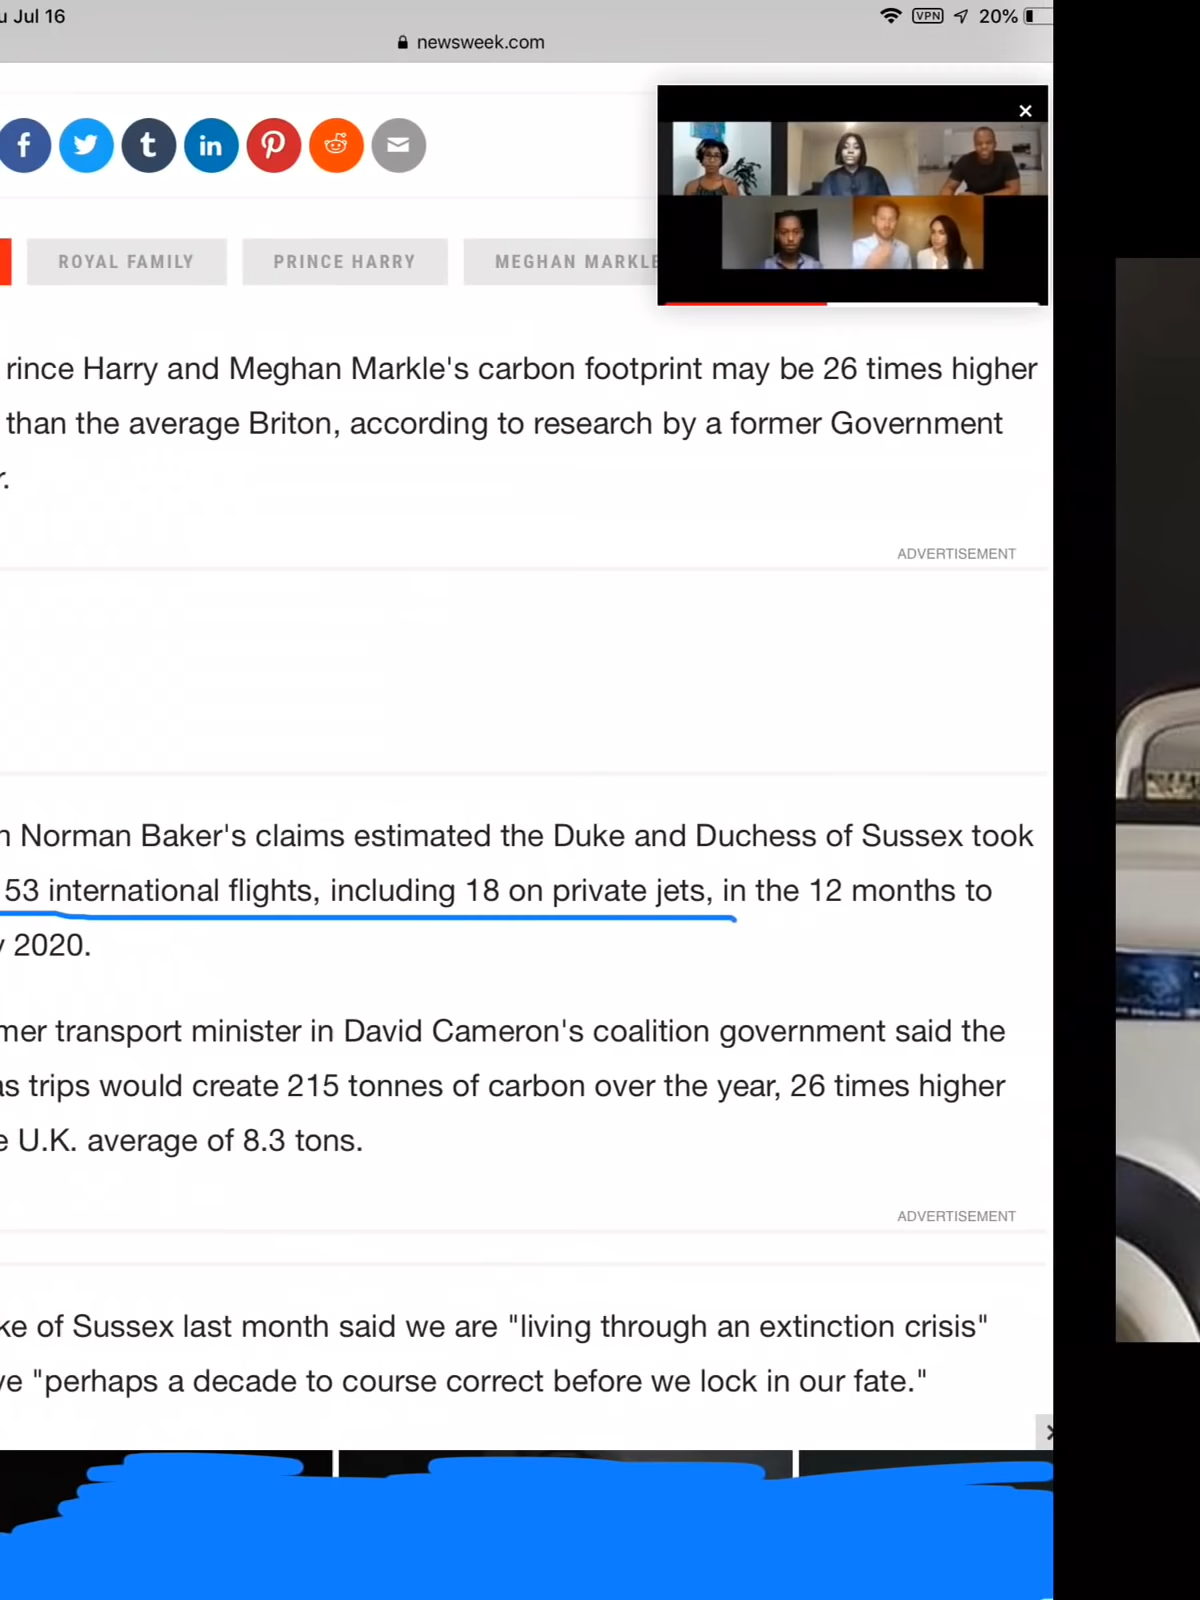 u Jul 16
VPN 20%
newsweek.com
ROYAL FAMILY PRINCE HARRY MEGHAN MARKLE
rince Harry and Meghan Markle's carbon footprint may be 26 times higher
than the average Briton, according to research by a former Government
r.
ADVERTISEMENT
n Norman Baker's claims estimated the Duke and Duchess of Sussex took
53 international flights, including 18 on private jets, in the 12 months to
y 2020.
mer transport minister in David Cameron's coalition government said the
as trips would create 215 tonnes of carbon over the year, 26 times higher
e U.K. average of 8.3 tons.
ADVERTISEMENT
ke of Sussex last month said we are "living through an extinction crisis"
ve "perhaps a decade to course correct before we lock in our fate."